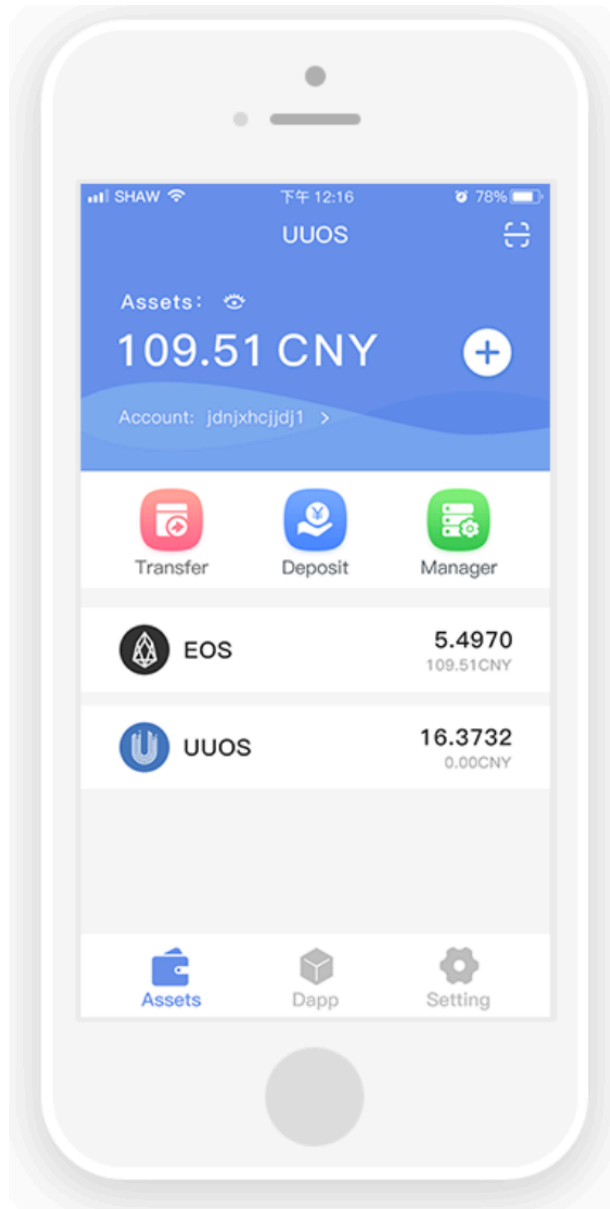 SHAW 下午 12:16 78%
UUOS
Assets:
109.51 CNY
Account: jdnjxhcjjdj1 >
Transfer Deposit Manager
EOS 5.4970
109.51CNY
UUOS 16.3732
0.00CNY
Assets Dapp Setting